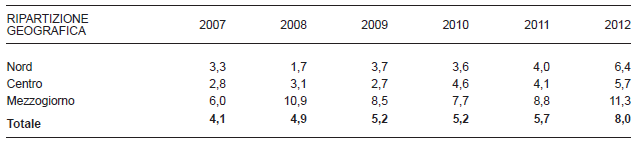 RIPARTIZIONE
GEOGRAFICA 2007 2008 2009 2010 2011 2012
Nord 3,3 1,7 3,7 3,6 4,0 6,4
Centro 2,8 3,1 2,7 4,6 4,1 5,7
Mezzogiorno 6,0 10,9 8,5 7,7 8,8 11,3
Totale 4,1 4,9 5,2 5,2 5,7 8,0